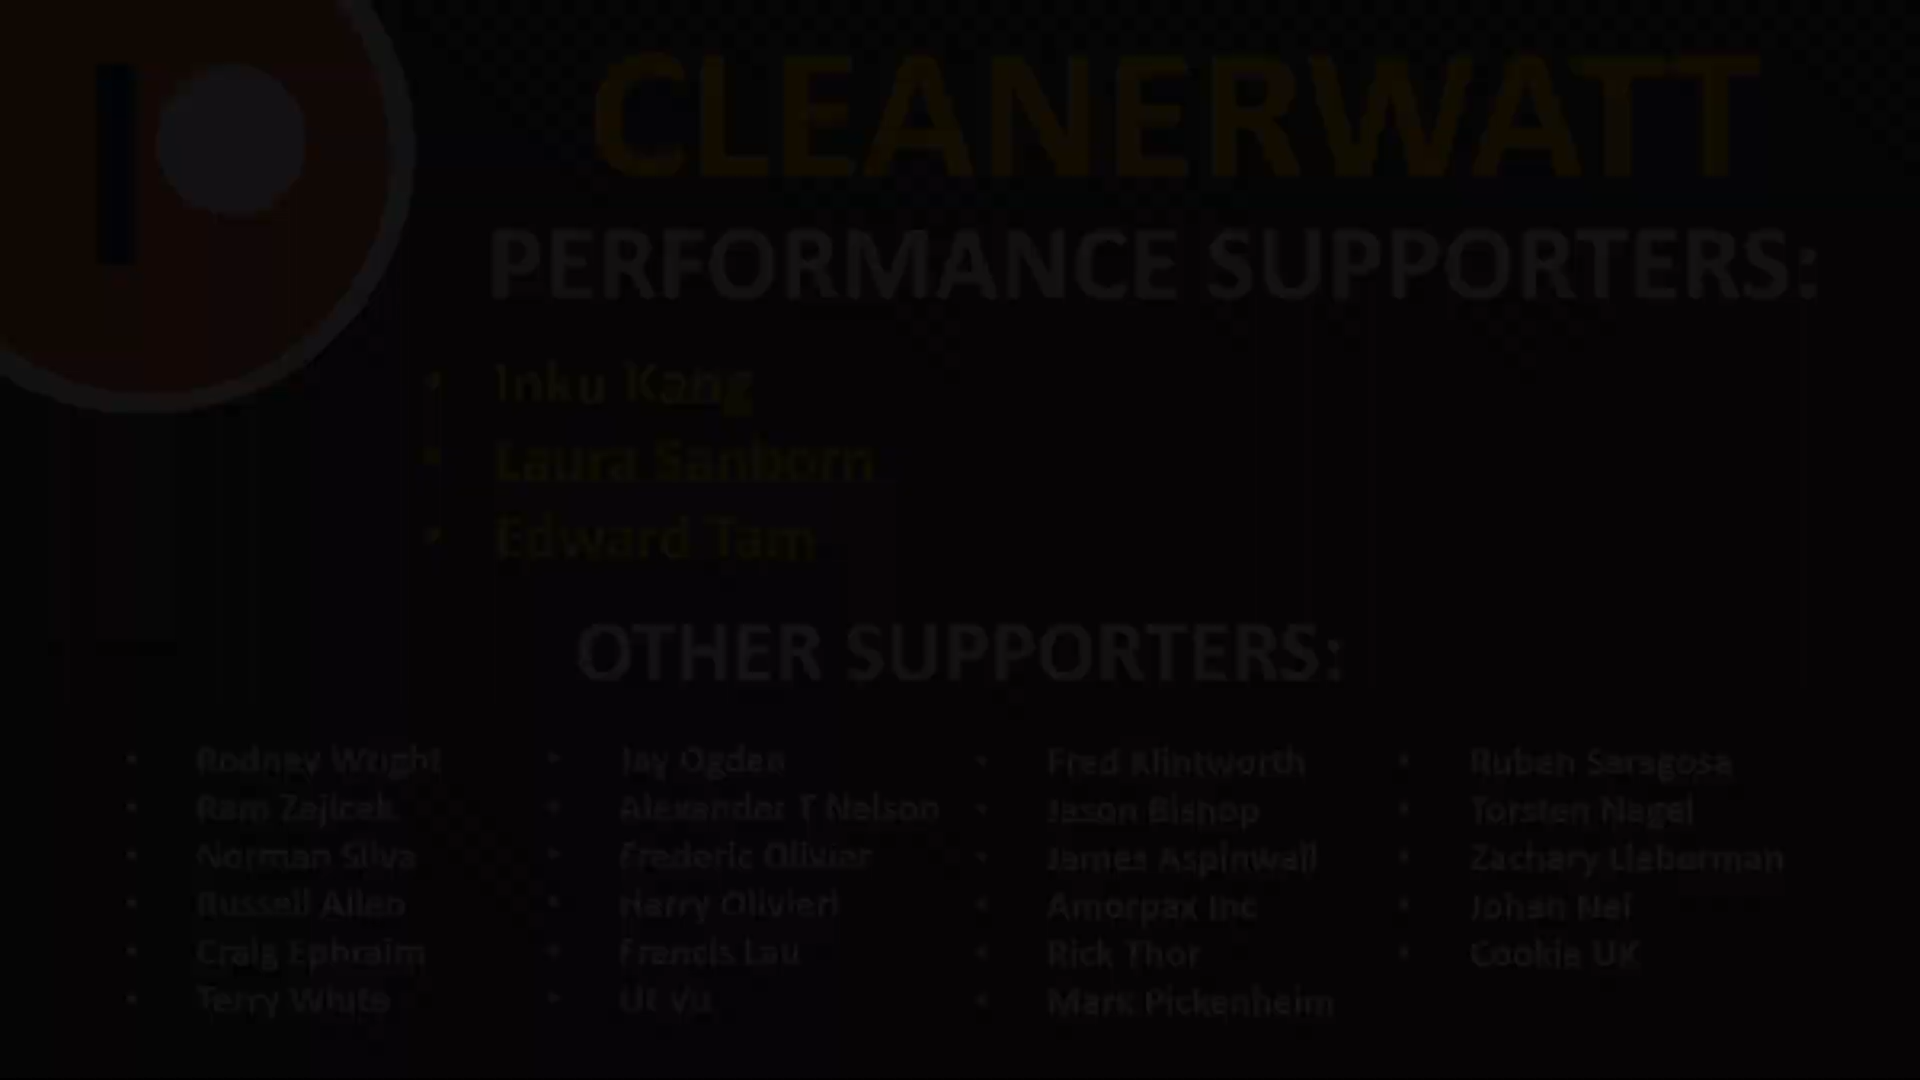 CLEANERWATT
PERFORMANCE SUPPORTERS:
• Inku Kang
• Laura Sanborn
• Edward Tam
OTHER SUPPORTERS:
• Rodney Wright
• Ram Zajicek
• Norman Silva
• Russell Allen
• Craig Ephraim
• Terry White
• Jay Ogden
• Alexander T Nelson
• Frederic Olivier
• Harry Olivieri
• Francis Lau
• Ut Vu
• Fred Klintworth
• Jason Bishop
• James Aspinwall
• Amorpax Inc
• Rick Thor
• Mark Pickenheim
• Ruben Saragosa
• Torsten Nagel
• Zachary Lieberman
• Johan Nel
• Cookie UK